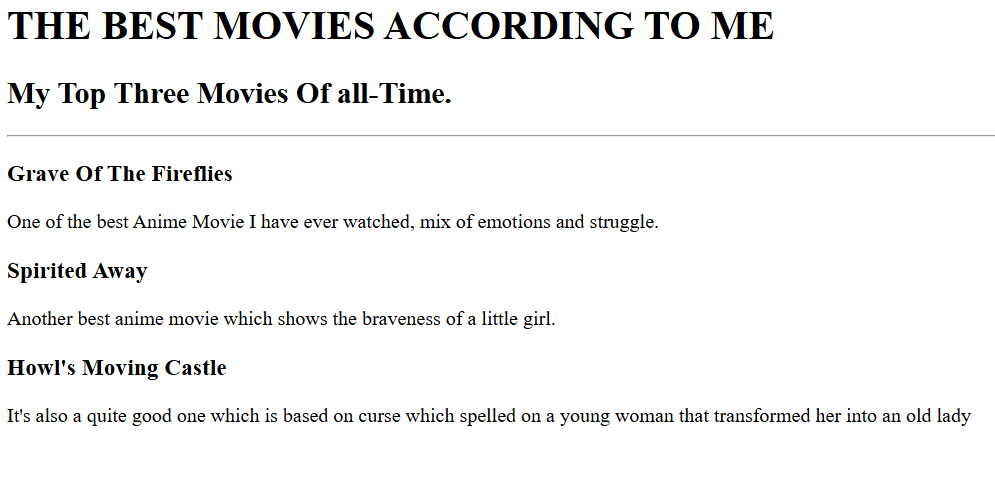 THE BEST MOVIES ACCORDING TO ME
My Top Three Movies Of all-Time.
Grave Of The Fireflies
One of the best Anime Movie I have ever watched, mix of emotions and struggle.
Spirited Away
Another best anime movie which shows the braveness of a little girl.
Howl's Moving Castle
It's also a quite good one which is based on curse which spelled on a young woman that transformed her into an old lady